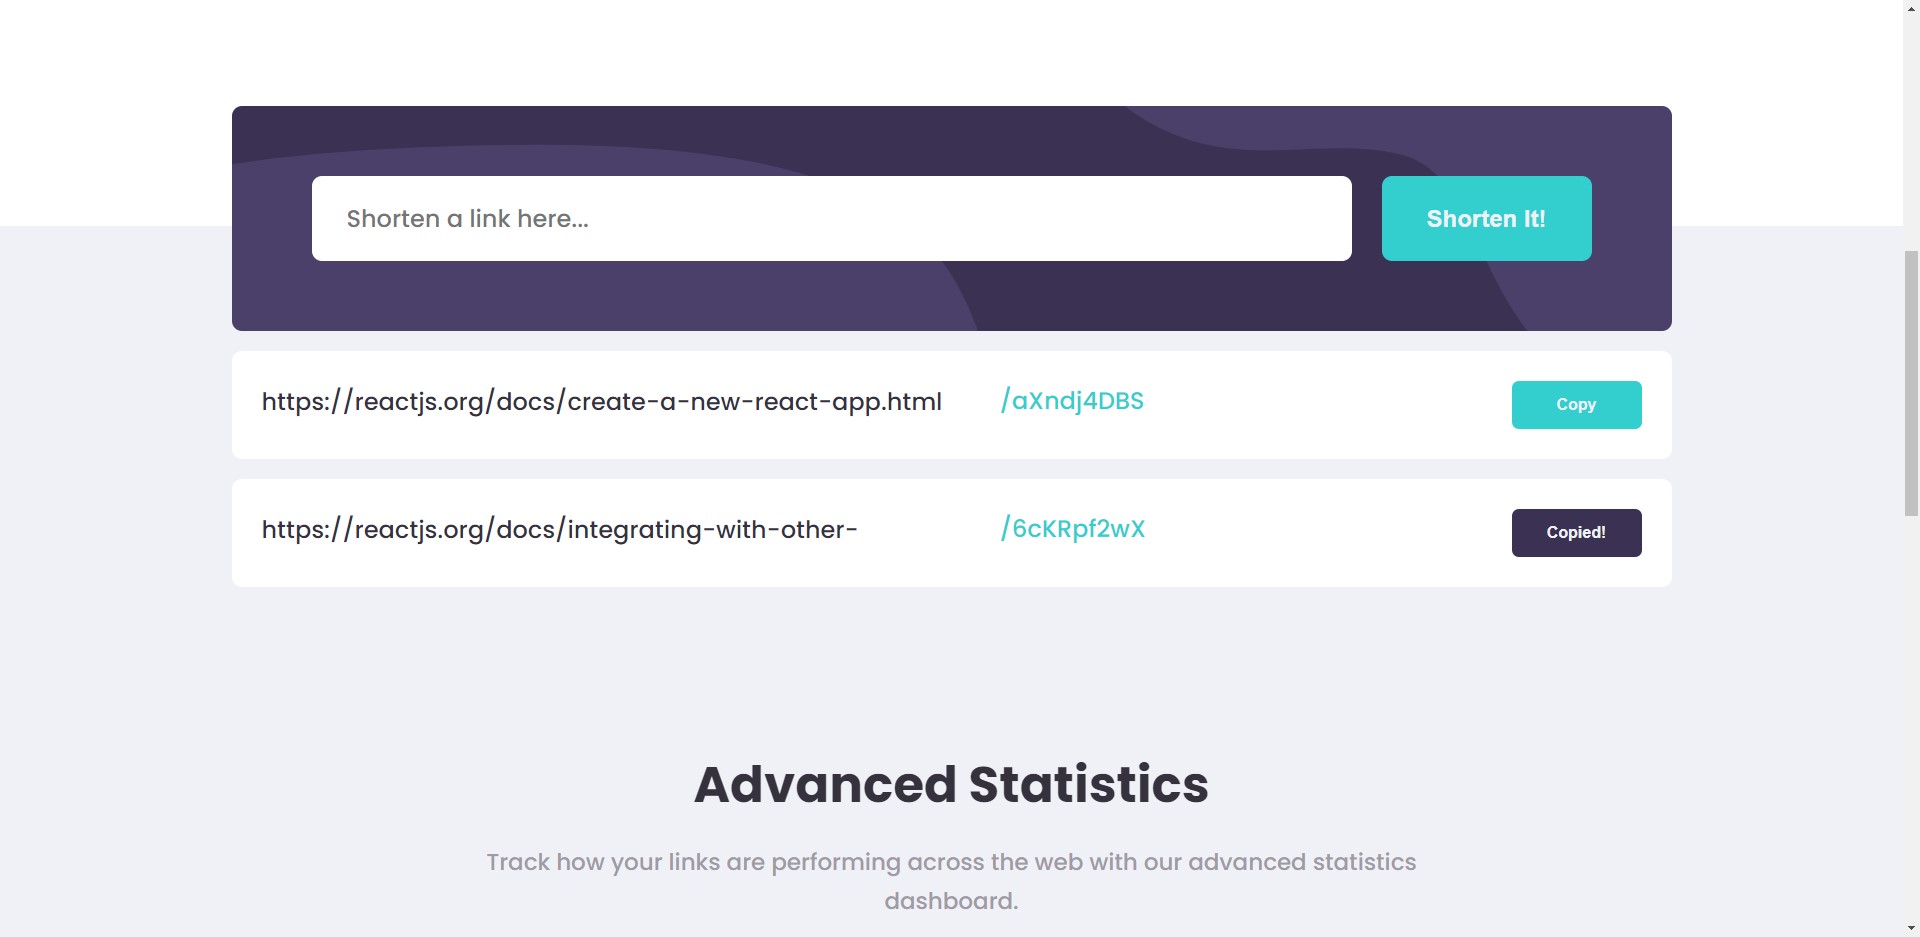 Shorten a link here...
Shorten It!
https://reactjs.org/docs/create-a-new-react-app.html
/aXndj4DBS
Copy
https://reactjs.org/docs/integrating-with-other-
/6cKRpf2wX
Copied!
Advanced Statistics
Track how your links are performing across the web with our advanced statistics
dashboard.